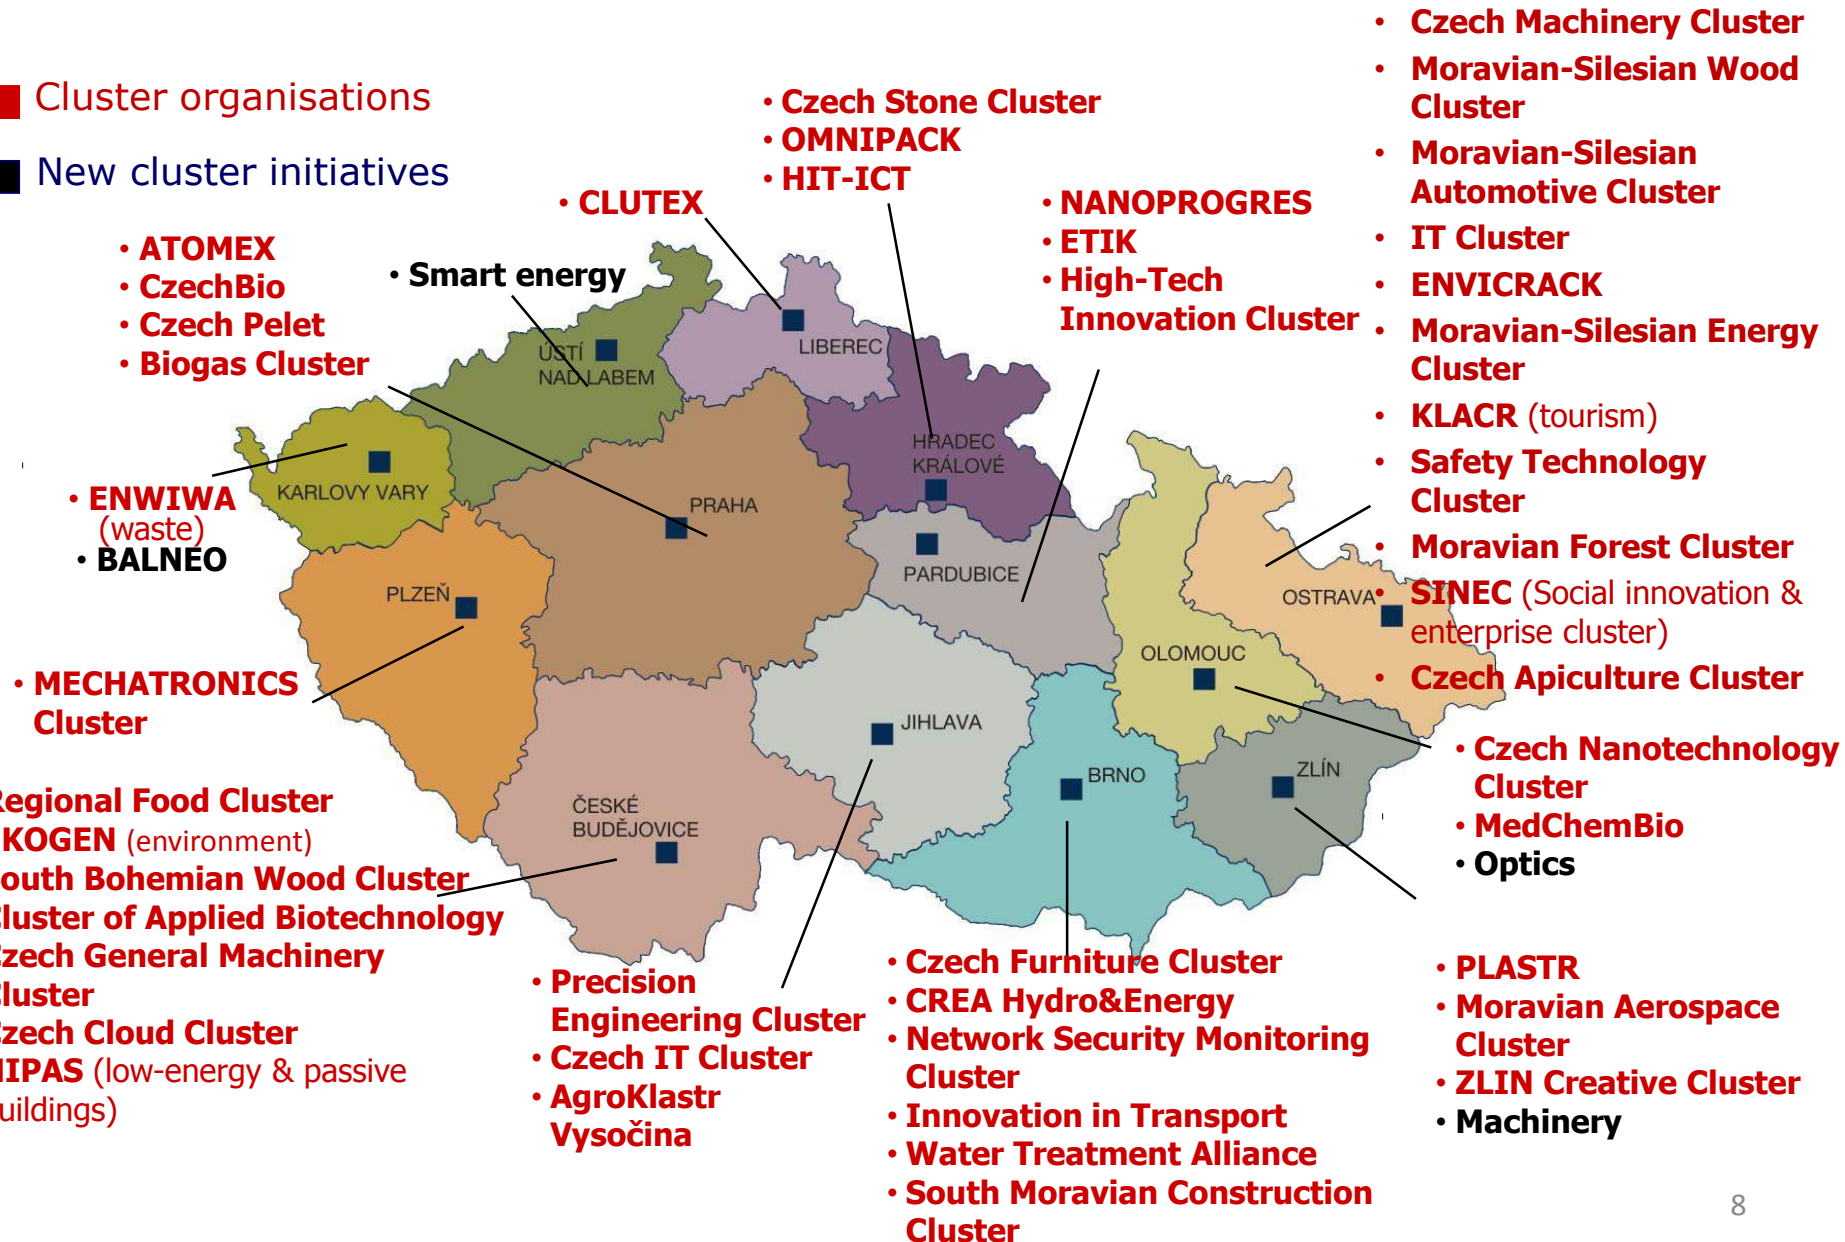 Cluster organisations
New cluster initiatives
• ATOMEX
• CzechBio
• Czech Pelet
• Biogas Cluster
• Smart energy
• CLUTEX
• Czech Stone Cluster
• OMNIPACK
• HIT-ICT
• NANOPROGRES
• ETIK
• High-Tech
Innovation Cluster
• Czech Machinery Cluster
• Moravian-Silesian Wood
Cluster
• Moravian-Silesian
Automotive Cluster
• IT Cluster
• ENVICRACK
• Moravian-Silesian Energy
Cluster
• KLACR (tourism)
• Safety Technology
Cluster
• Moravian Forest Cluster
• SINEC (Social innovation &
enterprise cluster)
• Czech Apiculture Cluster
• ENWIWA
(waste)
• BALNEO
• MECHATRONICS
Cluster
ÚSTÍ
NAD LABEM
LIBEREC
HRADEC
KRÁLOVÉ
KARLOVY VARY
PRAHA
PARDUBICE
PLZEŇ
OSTRAVA
OLOMOUC
JIHLAVA
BRNO
ZLÍN
ČESKÉ
BUDĚJOVICE
Regional Food Cluster
KOGEN (environment)
outh Bohemian Wood Cluster
Cluster of Applied Biotechnology
Czech General Machinery
Cluster
Czech Cloud Cluster
NIPAS (low-energy & passive
uildings)
• Precision
Engineering Cluster
• Czech IT Cluster
• AgroKlastr
Vysočina
• Czech Furniture Cluster
• CREA Hydro&Energy
• Network Security Monitoring
Cluster
• Innovation in Transport
• Water Treatment Alliance
• South Moravian Construction
Cluster
• Czech Nanotechnology
Cluster
• MedChemBio
• Optics
• PLASTR
• Moravian Aerospace
Cluster
• ZLIN Creative Cluster
• Machinery
8